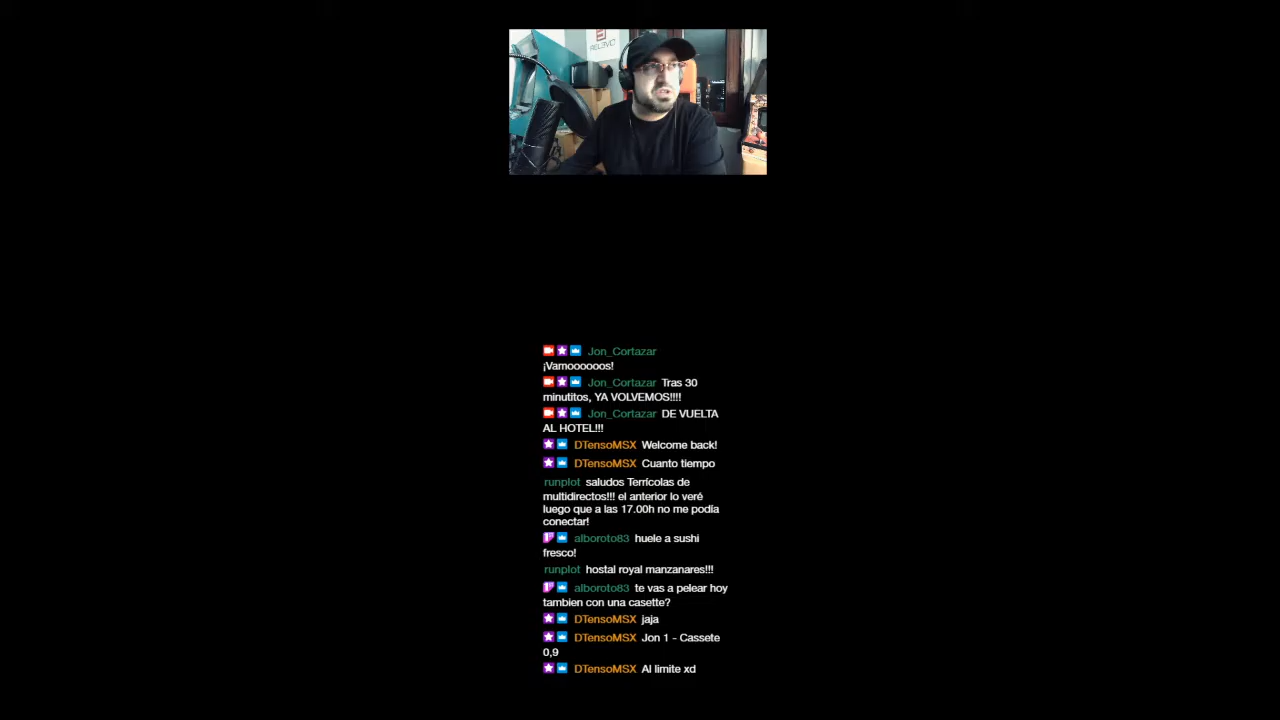 RELEVO
Jon_Cortazar
¡Vamoooooos!
Jon_Cortazar Tras 30
minutitos, YA VOLVEMOS!!!!
Jon_Cortazar DE VUELTA
AL HOTEL!!!
DTensoMSX Welcome back!
DTensoMSX Cuanto tiempo
runplot saludos Terrícolas de
multidirectos!!! el anterior lo veré
luego que a las 17.00h no me podía
conectar!
alboroto83 huele a sushi
fresco!
runplot hostal royal manzanares!!!
alboroto83 te vas a pelear hoy
tambien con una casette?
DTensoMSX jaja
DTensoMSX Jon 1 - Cassete
0,9
DTensoMSX Al limite xd